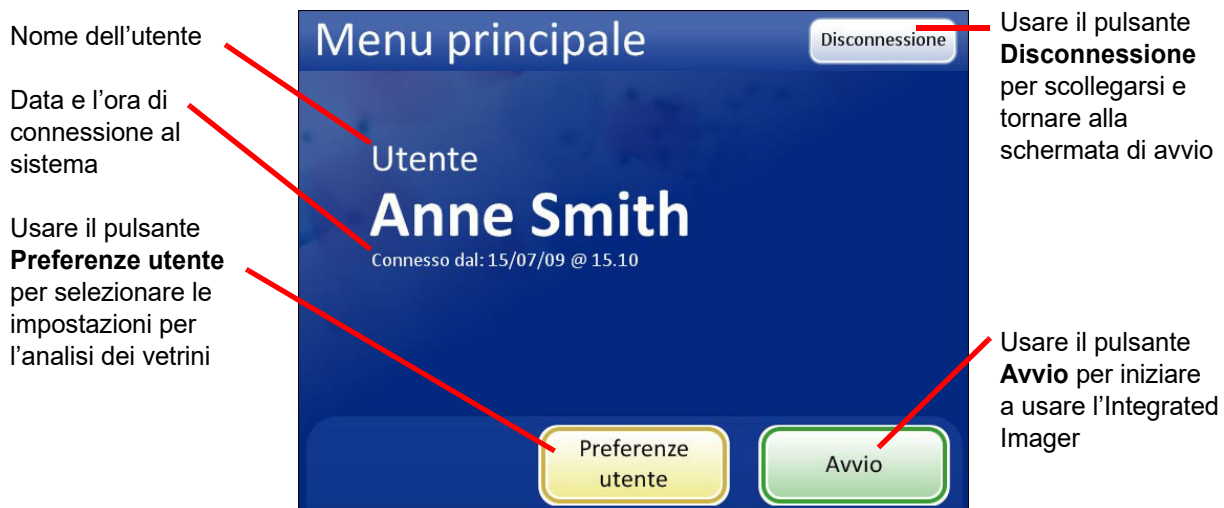 Nome dell'utente
Data e l'ora di
connessione al
sistema
Usare il pulsante
Preferenze utente
per selezionare le
impostazioni per
l'analisi dei vetrini
Menu principale
Disconnessione
Utente
Anne Smith
Connesso dal: 15/07/09 @ 15.10
Preferenze
utente
Avvio
Usare il pulsante
Disconnessione
per scollegarsi e
tornare alla
schermata di avvio
Usare il pulsante
Avvio per iniziare
a usare l'Integrated
Imager